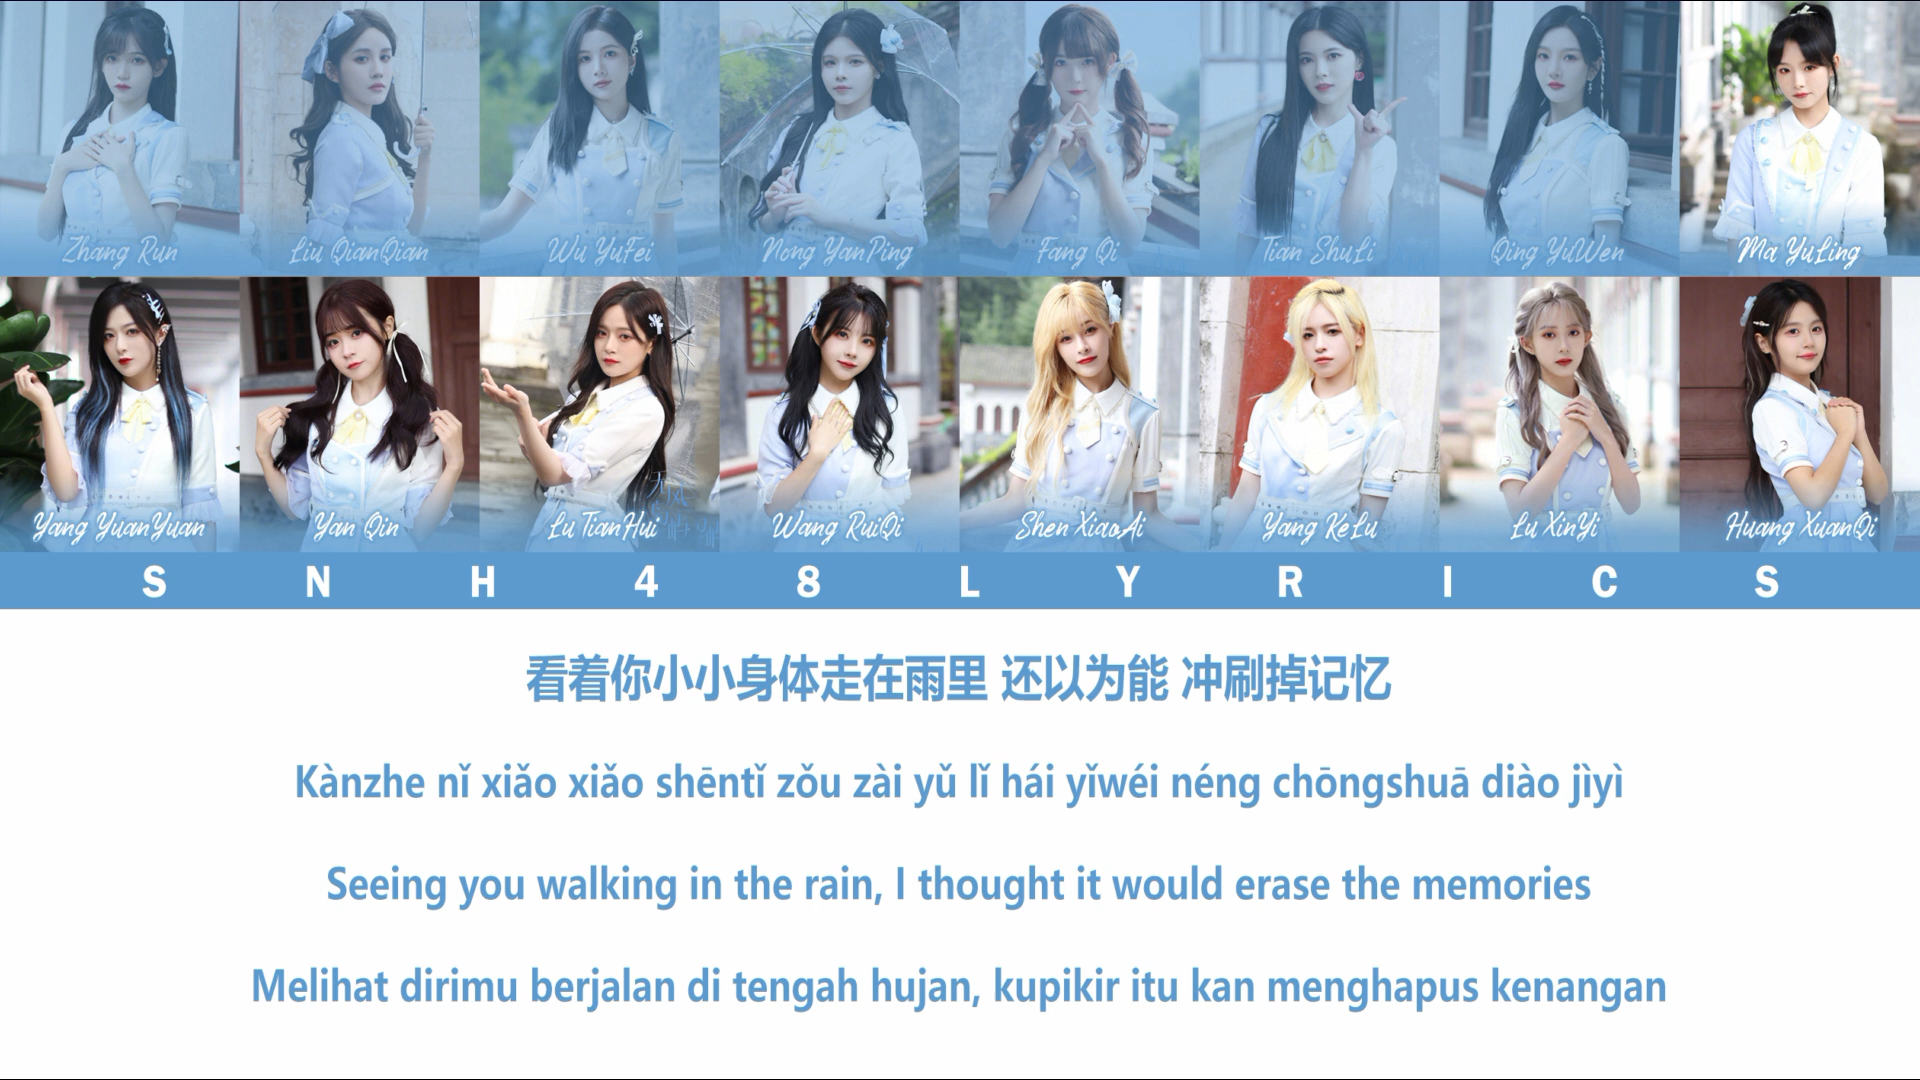 Zhang Run
Liu QianQian
Wu YuFei
Nong YanPing
Fang Qi
Tian ShuLi
Qing YuWen
Ma YuLing
Yang YuanYuan
Yan Qin
Lu TianHui
Wang RuiQi
Shen XiaoAi
Yang KeLu
Lu XinYi
Huang XuanQi
S N H 4 8 L Y R I C S
看着你小小身体走在雨里 还以为能 冲刷掉记忆
Kànzhe nǐ xiǎo xiǎo shēntǐ zǒu zài yǔ lǐ hái yǐwéi néng chōngshuā diào jìyì
Seeing you walking in the rain, I thought it would erase the memories
Melihat dirimu berjalan di tengah hujan, kupikir itu kan menghapus kenangan